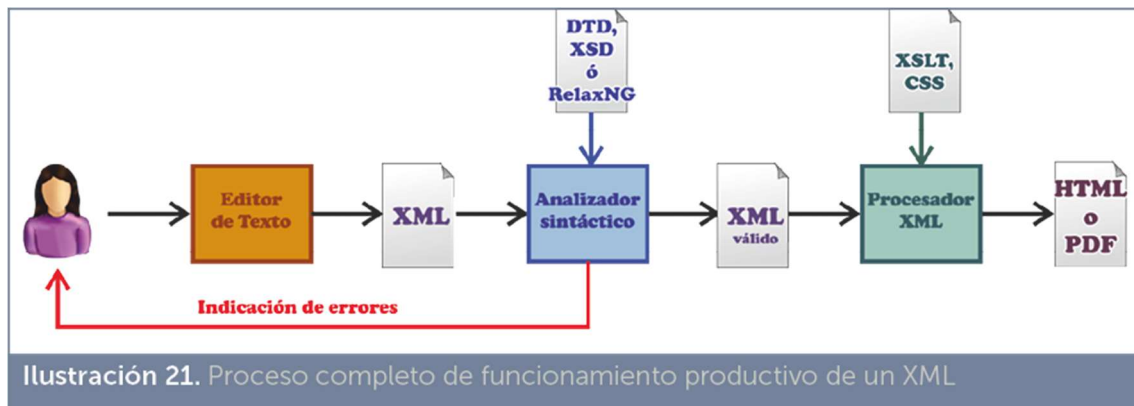 DTD,
XSD
ó
RelaxNG
XSLT,
CSS
Editor
de Texto
XML
Analizador
sintáctico
XML
válido
Procesador
XML
HTML
o
PDF
Indicación de errores
Ilustración 21. Proceso completo de funcionamiento productivo de un XML